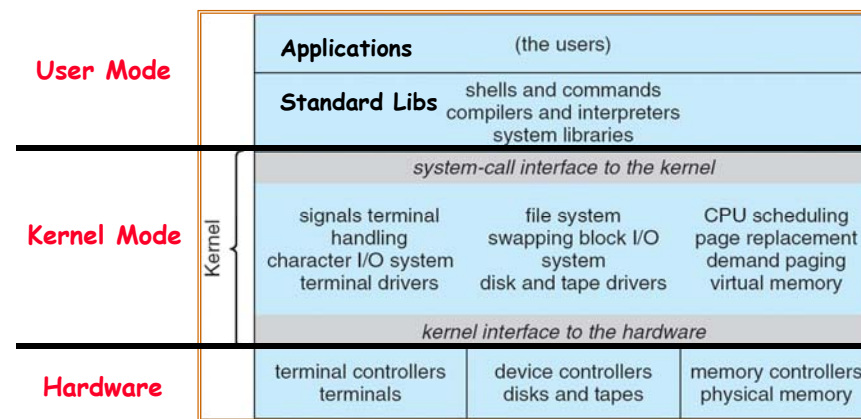 User Mode
Applications
(the users)
Standard Libs
shells and commands
compilers and interpreters
system libraries
Kernel Mode
Kernel
system-call interface to the kernel
signals terminal
handling
character I/O system
terminal drivers
file system
swapping block I/O
system
disk and tape drivers
CPU scheduling
page replacement
demand paging
virtual memory
kernel interface to the hardware
Hardware
terminal controllers
terminals
device controllers
disks and tapes
memory controllers
physical memory